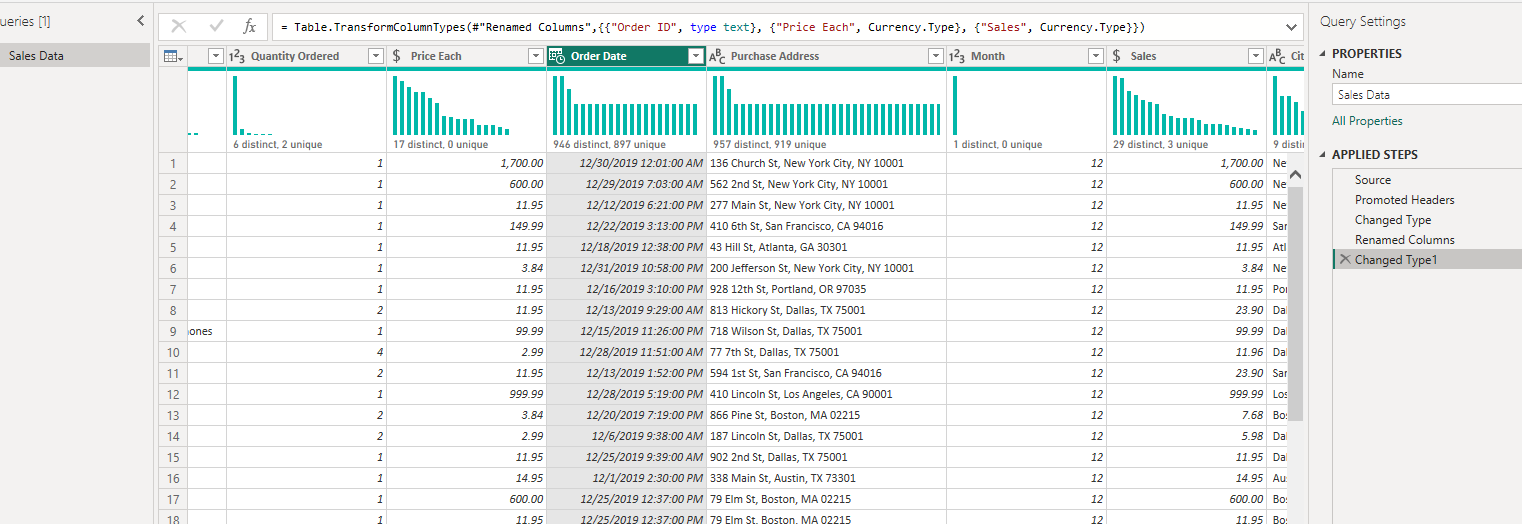 ueries [1]
= Table.TransformColumnTypes(#"Renamed Columns",{{"Order ID", type text}, {"Price Each", Currency.Type}, {"Sales", Currency.Type}})
Query Settings
Sales Data
1 2 3 Quantity Ordered $ Price Each Order Date A B C Purchase Address 1 2 3 Month $ Sales A B C Cit
6 distinct, 2 unique 17 distinct, 0 unique 946 distinct, 897 unique 957 distinct, 919 unique 1 distinct, 0 unique 29 distinct, 3 unique 9 disti
1 1 1,700.00 12/30/2019 12:01:00 AM 136 Church St, New York City, NY 10001 12 1,700.00 Ne
2 1 600.00 12/29/2019 7:03:00 AM 562 2nd St, New York City, NY 10001 12 600.00 Ne
3 1 11.95 12/12/2019 6:21:00 PM 277 Main St, New York City, NY 10001 12 11.95 Ne
4 1 149.99 12/22/2019 3:13:00 PM 410 6th St, San Francisco, CA 94016 12 149.99 Sar
5 1 11.95 12/18/2019 12:38:00 PM 43 Hill St, Atlanta, GA 30301 12 11.95 Atl
6 1 3.84 12/31/2019 10:58:00 PM 200 Jefferson St, New York City, NY 10001 12 3.84 Ne
7 1 11.95 12/16/2019 3:10:00 PM 928 12th St, Portland, OR 97035 12 11.95 Poi
8 2 11.95 12/13/2019 9:29:00 AM 813 Hickory St, Dallas, TX 75001 12 23.90 Dal
9 ones 1 99.99 12/15/2019 11:26:00 PM 718 Wilson St, Dallas, TX 75001 12 99.99 Dal
10 4 2.99 12/28/2019 11:51:00 AM 77 7th St, Dallas, TX 75001 12 11.96 Dal
11 2 11.95 12/13/2019 1:52:00 PM 594 1st St, San Francisco, CA 94016 12 23.90 Sar
12 1 999.99 12/28/2019 5:19:00 PM 410 Lincoln St, Los Angeles, CA 90001 12 999.99 Los
13 2 3.84 12/20/2019 7:19:00 PM 866 Pine St, Boston, MA 02215 12 7.68 Bos
14 2 2.99 12/6/2019 9:38:00 AM 187 Lincoln St, Dallas, TX 75001 12 5.98 Dal
15 1 11.95 12/25/2019 9:39:00 AM 902 2nd St, Dallas, TX 75001 12 11.95 Dal
16 1 14.95 12/1/2019 2:30:00 PM 338 Main St, Austin, TX 73301 12 14.95 Au
17 1 600.00 12/25/2019 12:37:00 PM 79 Elm St, Boston, MA 02215 12 600.00 Bos
18 1 11.95 12/25/2019 12:37:00 PM 79 Elm St, Boston, MA 02215 12 11.95 Bos
PROPERTIES
Name
Sales Data
All Properties
APPLIED STEPS
Source
Promoted Headers
Changed Type
Renamed Columns
Changed Type1